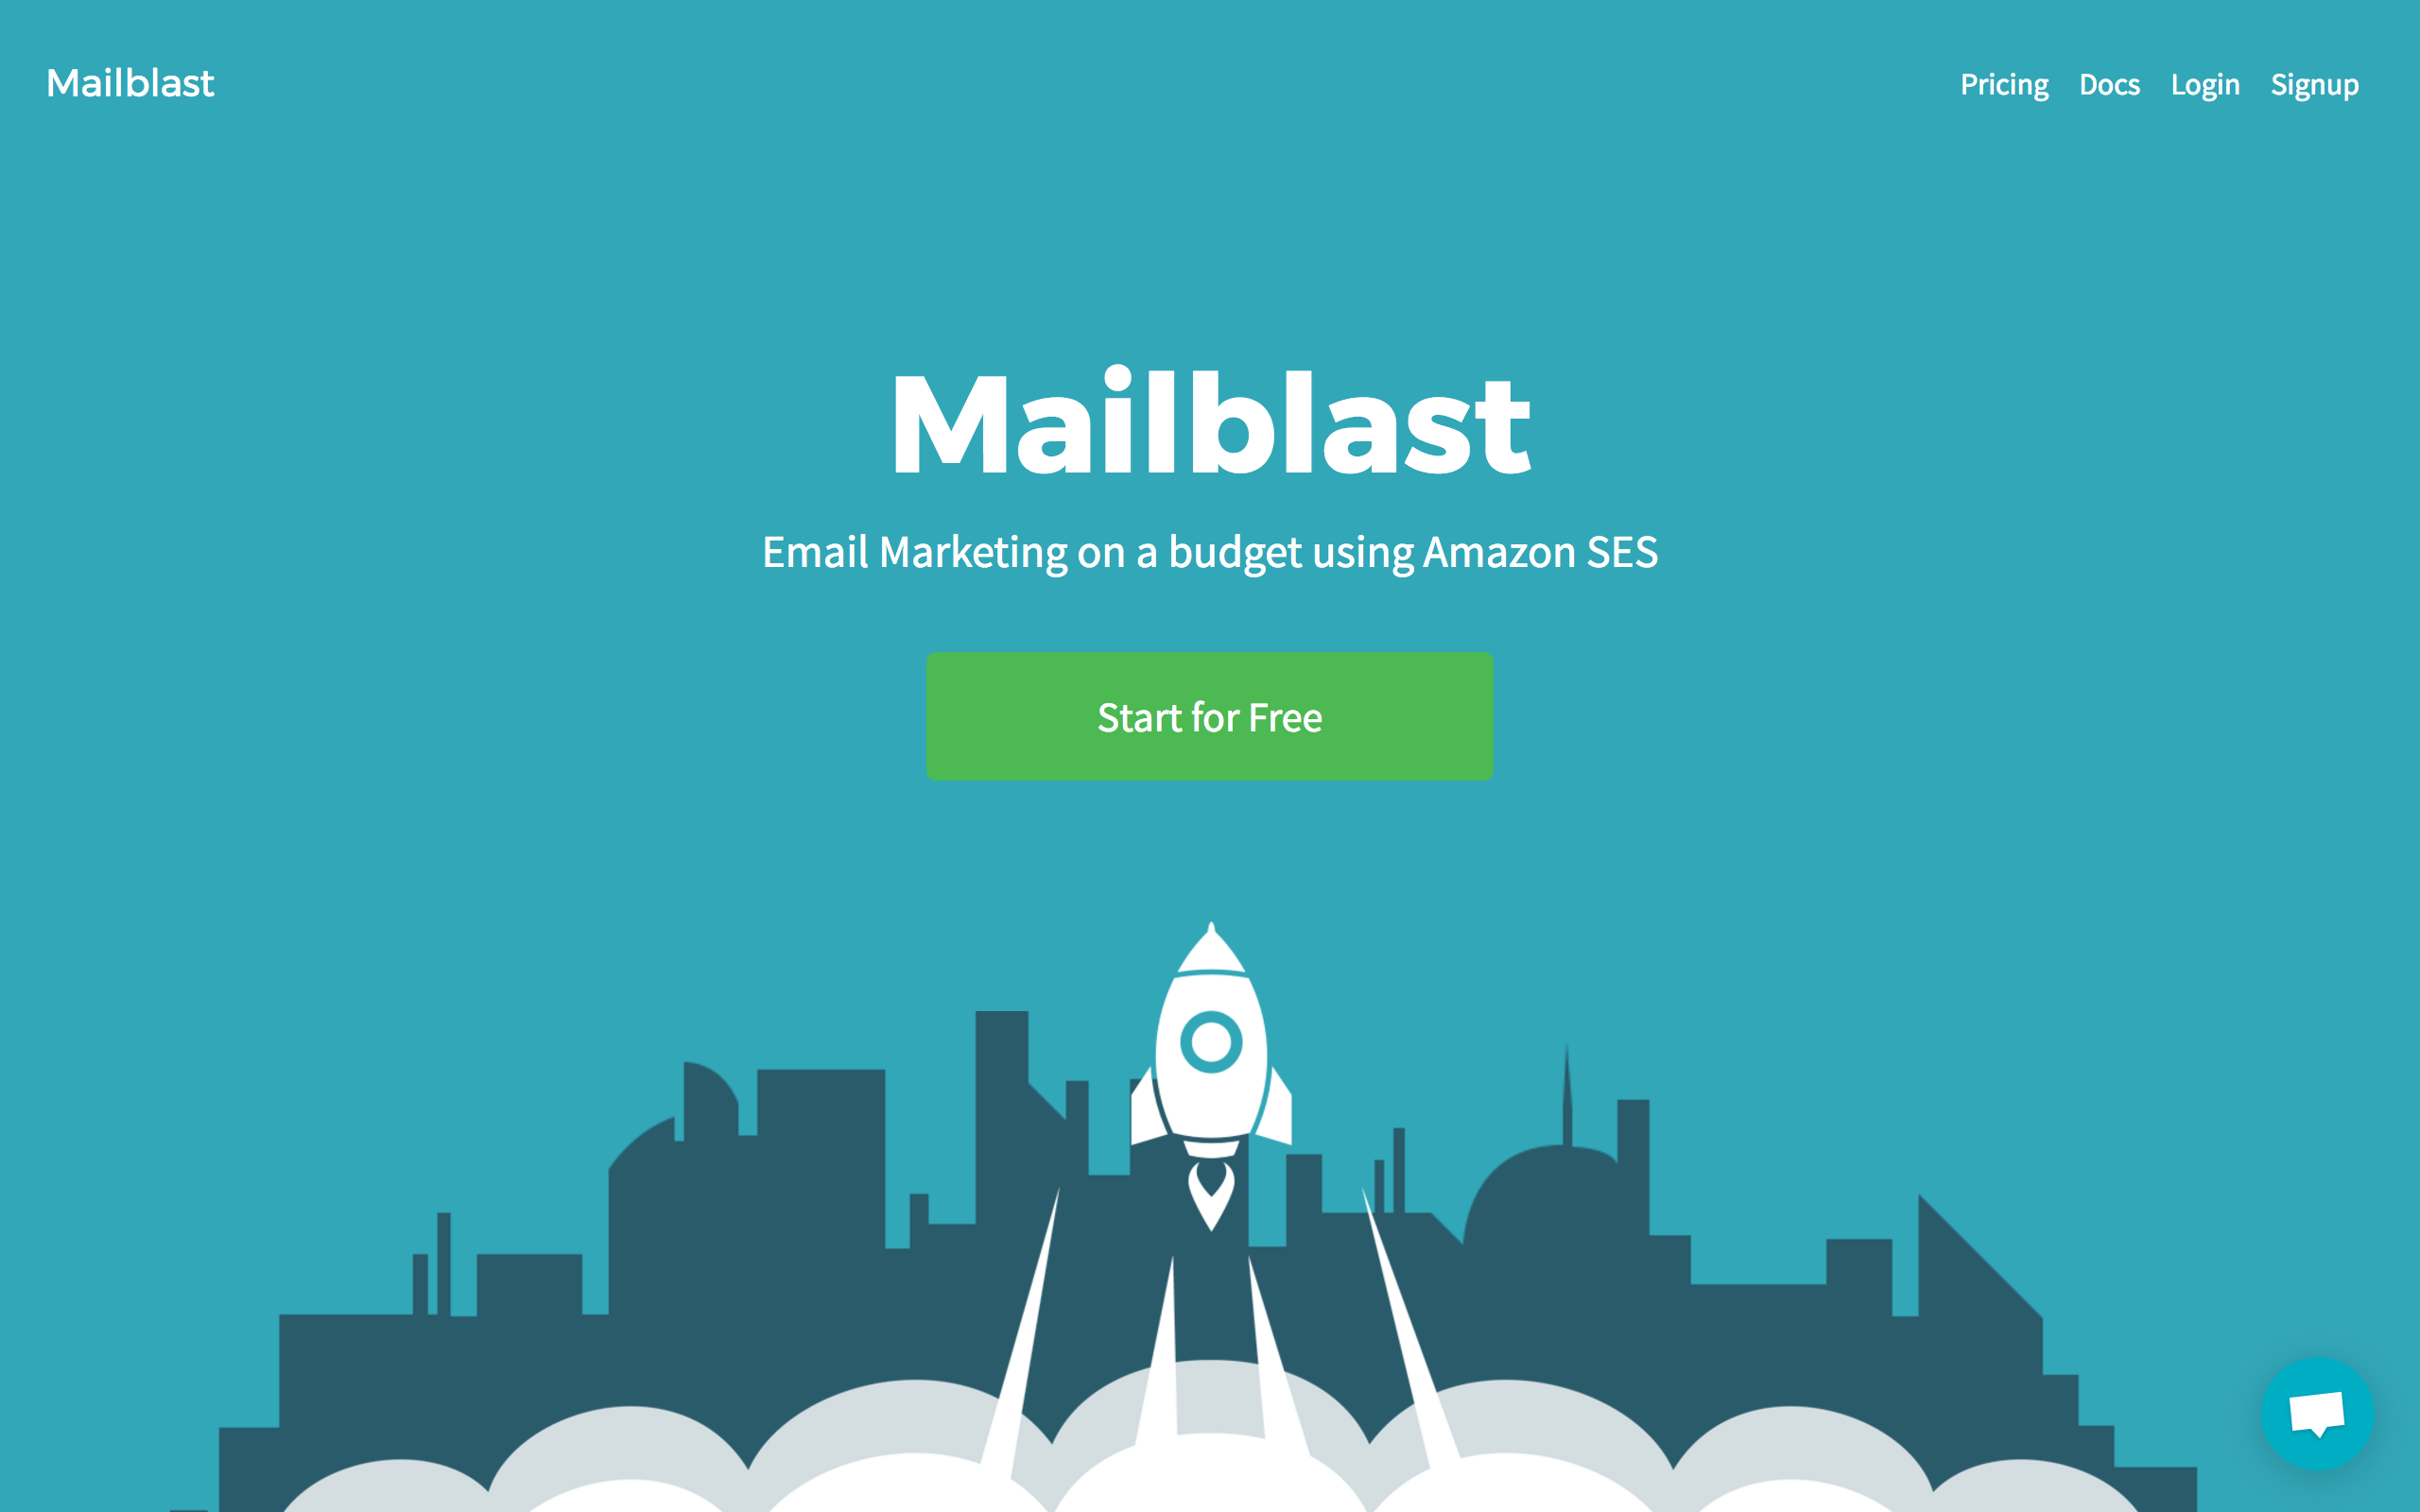 Mailblast
Pricing Docs Login Signup
Mailblast
Email Marketing on a budget using Amazon SES
Start for Free